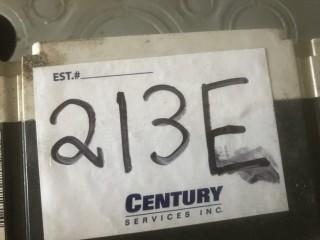 EST.#
213E
CENTURY
SERVICES INC.